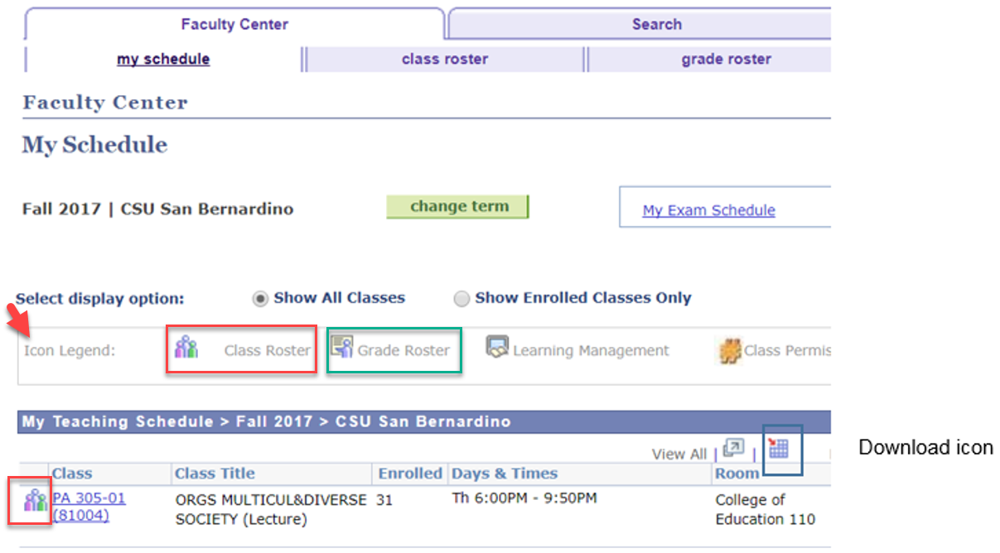 Faculty Center
Search
my schedule
class roster
grade roster
Faculty Center
My Schedule
Fall 2017 | CSU San Bernardino
change term
My Exam Schedule
Select display option:
Show All Classes
Show Enrolled Classes Only
Icon Legend:
Class Roster
Grade Roster
Learning Management
Class Permis
My Teaching Schedule > Fall 2017 > CSU San Bernardino
View All | |
Download icon
Class
Class Title
Enrolled
Days & Times
Room
PA 305-01
(81004)
ORGS MULTICUL&DIVERSE
SOCIETY (Lecture)
31
Th 6:00PM - 9:50PM
College of
Education 110